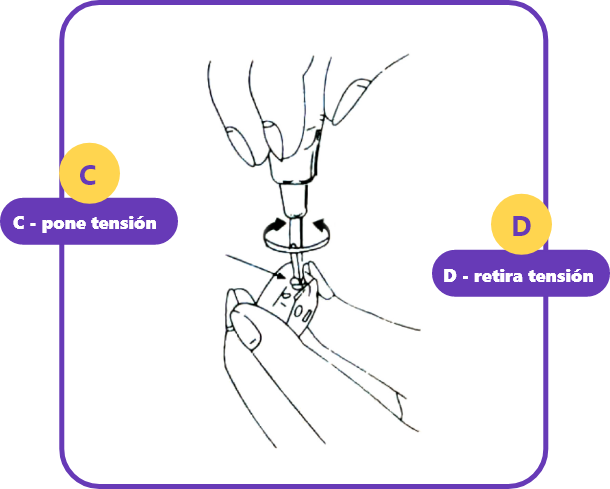 C
C - pone tensión
D
D - retira tensión